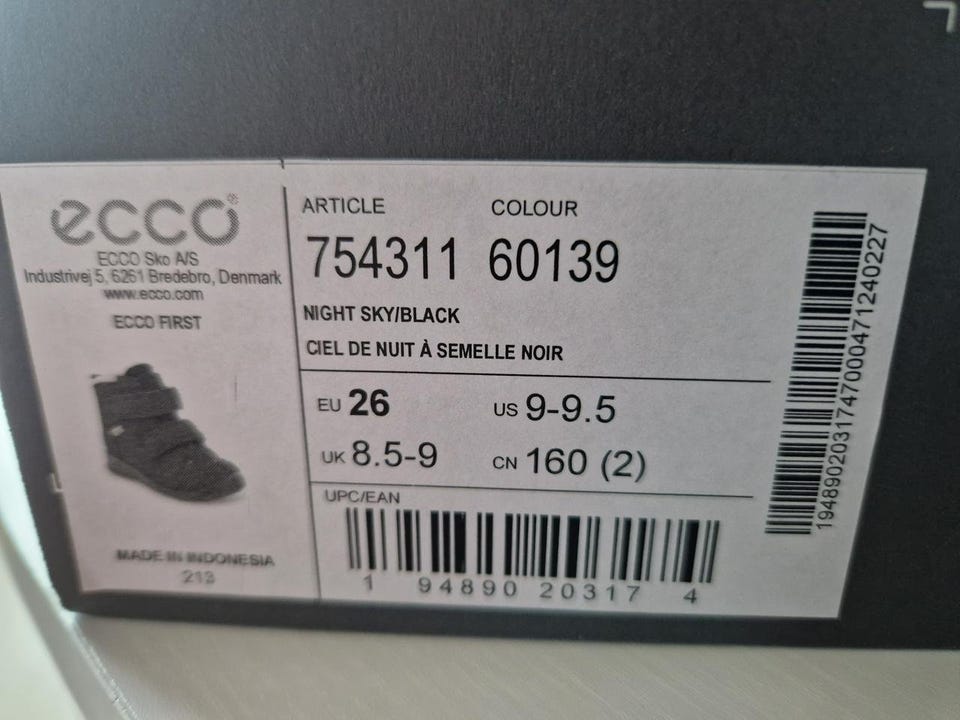 ecco®
ECCO Sko A/S
Industrivej 5, 6261 Bredebro, Denmark
www.ecco.com
ECCO FIRST
MADE IN INDONESIA
213
ARTICLE COLOUR
754311 60139
NIGHT SKY/BLACK
CIEL DE NUIT À SEMELLE NOIR
EU 26 US 9-9.5
UK 8.5-9 CN 160 (2)
UPC/EAN
1 94890 20317 4
194890203174700047124022​7